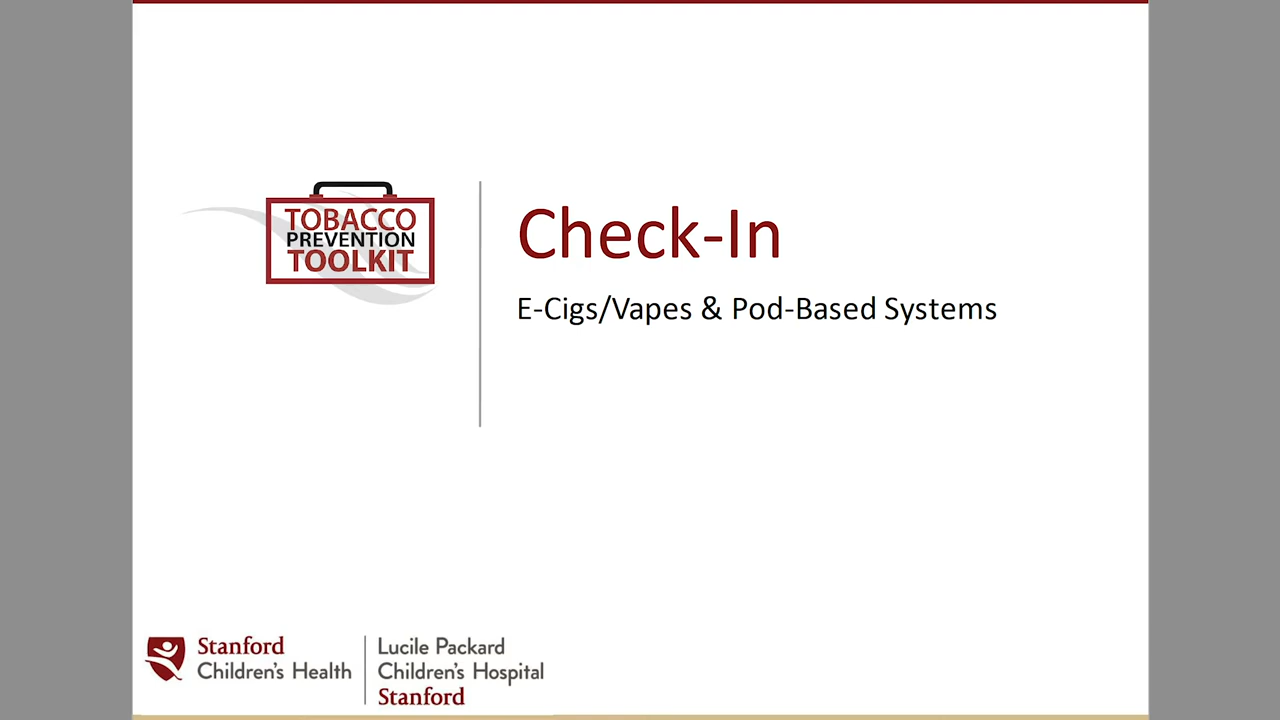 TOBACCO
PREVENTION
TOOLKIT
Check-In
E-Cigs/Vapes & Pod-Based Systems
Stanford
Children's Health
Lucile Packard
Children's Hospital
Stanford